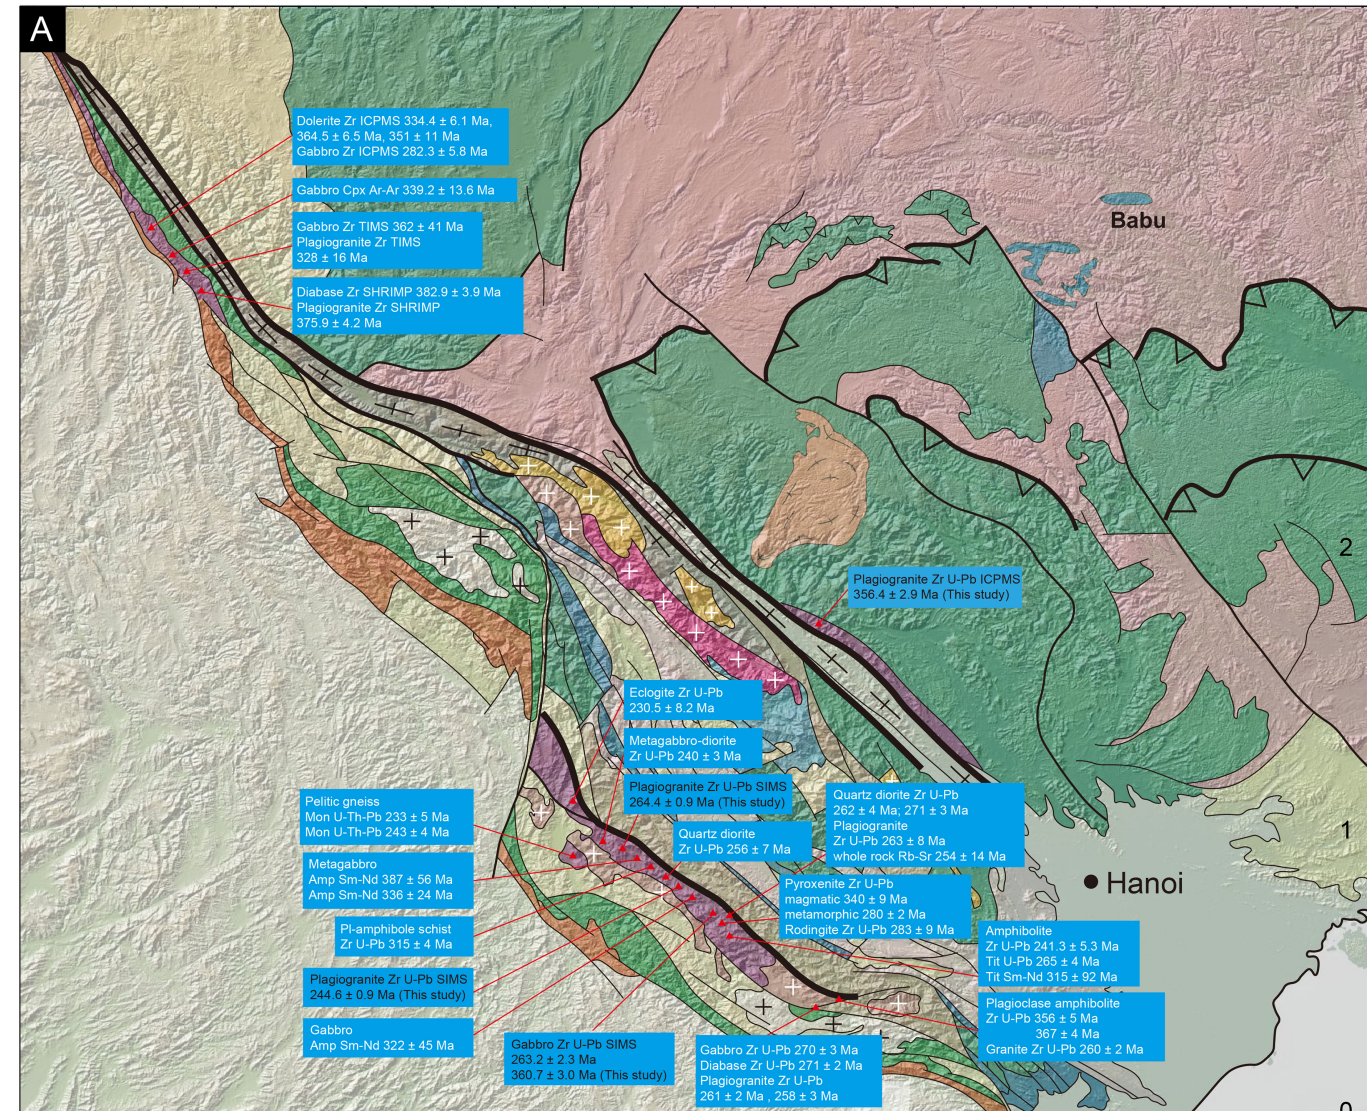 A
Dolerite Zr ICPMS 334.4 ± 6.1 Ma,
364.5 ± 6.5 Ma, 351 ± 11 Ma
Gabbro Zr ICPMS 282.3 ± 5.8 Ma
Gabbro Cpx Ar-Ar 339.2 ± 13.6 Ma
Gabbro Zr TIMS 362 ± 41 Ma
Plagiogranite Zr TIMS
328 ± 16 Ma
Diabase Zr SHRIMP 382.9 ± 3.9 Ma
Plagiogranite Zr SHRIMP
375.9 ± 4.2 Ma
Babu
2
Plagiogranite Zr U-Pb ICPMS
356.4 ± 2.9 Ma (This study)
Eclogite Zr U-Pb
230.5 ± 8.2 Ma
Metagabbro-diorite
Zr U-Pb 240 ± 3 Ma
Plagiogranite Zr U-Pb SIMS
264.4 ± 0.9 Ma (This study)
Quartz diorite
Zr U-Pb 256 ± 7 Ma
Quartz diorite Zr U-Pb
262 ± 4 Ma; 271 ± 3 Ma
Plagiogranite
Zr U-Pb 263 ± 8 Ma
whole rock Rb-Sr 254 ± 14 Ma
1
Hanoi
Pelitic gneiss
Mon U-Th-Pb 233 ± 5 Ma
Mon U-Th-Pb 243 ± 4 Ma
Metagabbro
Amp Sm-Nd 387 ± 56 Ma
Amp Sm-Nd 336 ± 24 Ma
Pl-amphibole schist
Zr U-Pb 315 ± 4 Ma
Plagiogranite Zr U-Pb SIMS
244.6 ± 0.9 Ma (This study)
Gabbro
Amp Sm-Nd 322 ± 45 Ma
Pyroxenite Zr U-Pb
magmatic 340 ± 9 Ma
metamorphic 280 ± 2 Ma
Rodingite Zr U-Pb 283 ± 9 Ma
Amphibolite
Zr U-Pb 241.3 ± 5.3 Ma
Tit U-Pb 265 ± 4 Ma
Tit Sm-Nd 315 ± 92 Ma
Plagioclase amphibolite
Zr U-Pb 356 ± 5 Ma
367 ± 4 Ma
Granite Zr U-Pb 260 ± 2 Ma
Gabbro Zr U-Pb SIMS
263.2 ± 2.3 Ma
360.7 ± 3.0 Ma (This study)
Gabbro Zr U-Pb 270 ± 3 Ma
Diabase Zr U-Pb 271 ± 2 Ma
Plagiogranite Zr U-Pb
261 ± 2 Ma , 258 ± 3 Ma